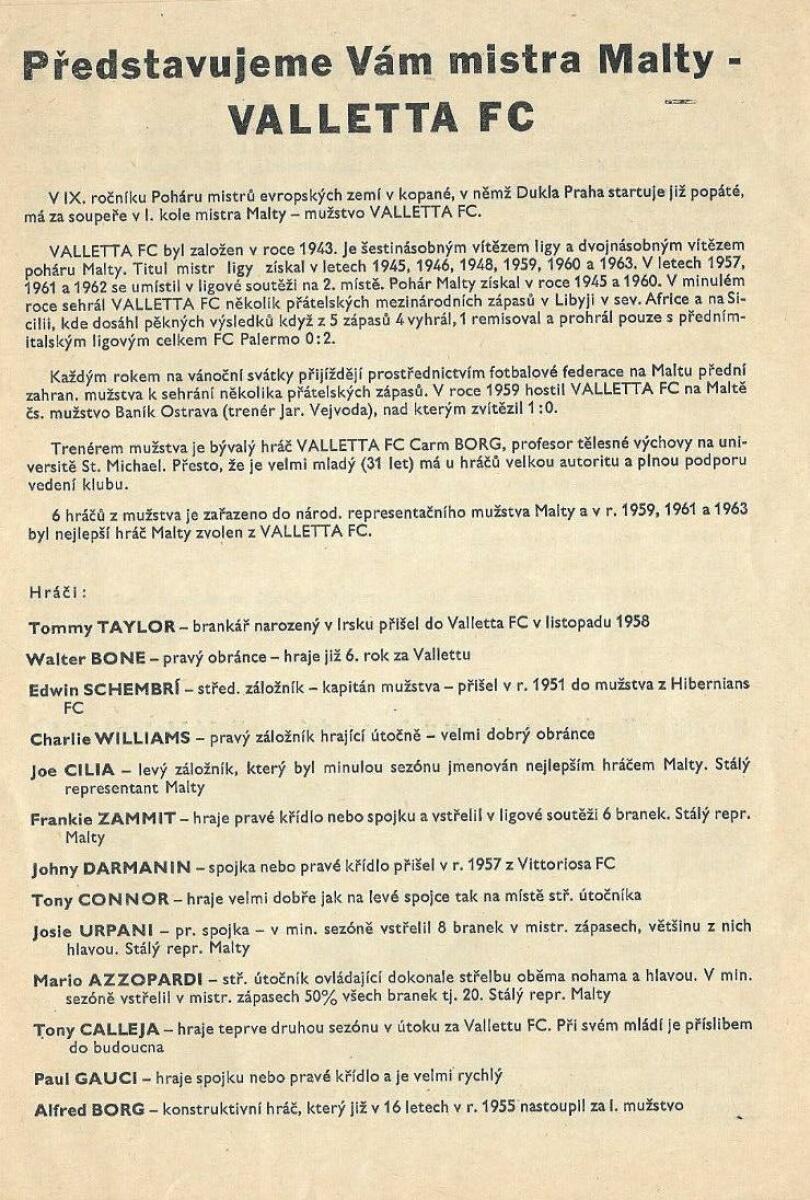 Představujeme Vám mistra Malty -
VALLETTA FC
V IX. ročníku Poháru mistrů evropských zemí v kopané, v němž Dukla Praha startuje již popáté,
má za soupeře v I. kole mistra Malty – mužstvo VALLETTA FC.
VALLETTA FC byl založen v roce 1943. Je šestinásobným vítězem ligy a dvojnásobným vítězem
poháru Malty. Titul mistr ligy získal v letech 1945, 1946, 1948, 1959, 1960 a 1963. V letech 1957,
1961 a 1962 se umístil v ligové soutěži na 2. místě. Pohár Malty získal v roce 1945 a 1960. V minulém
roce sehrál VALLETTA FC několik přátelských mezinárodních zápasů v Libyji v sev. Africe a na Si-
cilii, kde dosáhl pěkných výsledků když z 5 zápasů 4 vyhrál, 1 remisoval a prohrál pouze s předním-
italským ligovým celkem FC Palermo 0:2.
Každým rokem na vánoční svátky přijíždějí prostřednictvím fotbalové federace na Maltu přední
zahran. mužstva k sehrání několika přátelských zápasů. V roce 1959 hostil VALLETTA FC na Maltě
čs. mužstvo Baník Ostrava (trenér Jar. Vejvoda), nad kterým zvítězil 1:0.
Trenérem mužstva je bývalý hráč VALLETTA FC Carm BORG, profesor tělesné výchovy na uni-
versitě St. Michael. Přesto, že je velmi mladý (31 let) má u hráčů velkou autoritu a plnou podporu
vedení klubu.
6 hráčů z mužstva je zařazeno do národ. representačního mužstva Malty a v r. 1959, 1961 a 1963
byl nejlepší hráč Malty zvolen z VALLETTA FC.
Hráči:
Tommy TAYLOR – brankář narozený v Irsku přišel do Valletta FC v listopadu 1958
Walter BONE – pravý obránce – hraje již 6. rok za Vallettu
Edwin SCHEMBRÍ – střed. záložník – kapitán mužstva – přišel v r. 1951 do mužstva z Hibernians
FC
Charlie WILLIAMS – pravý záložník hrající útočně – velmi dobrý obránce
Joe CILIA – levý záložník, který byl minulou sezónu jmenován nejlepším hráčem Malty. Stálý
representant Malty
Frankie ZAMMIT – hraje pravé křídlo nebo spojku a vstřelil v ligové soutěži 6 branek. Stálý repr.
Malty
Johny DARMANIN – spojka nebo pravé křídlo přišel v r. 1957 z Vittoriosa FC
Tony CONNOR – hraje velmi dobře jak na levé spojce tak na místě stř. útočníka
Josie URPANI – pr. spojka – v min. sezóně vstřelil 8 branek v mistr. zápasech, většinu z nich
hlavou. Stálý repr. Malty
Mario AZZOPARDI – stř. útočník ovládající dokonale střelbu oběma nohama a hlavou. V min.
sezóně vstřelil v mistr. zápasech 50% všech branek tj. 20. Stálý repr. Malty
Tony CALLEJA – hraje teprve druhou sezónu v útoku za Vallettu FC. Při svém mládí je příslibem
do budoucna
Paul GAUCI – hraje spojku nebo pravé křídlo a je velmi rychlý
Alfred BORG – konstruktivní hráč, který již v 16 letech v r. 1955 nastoupil za I. mužstvo